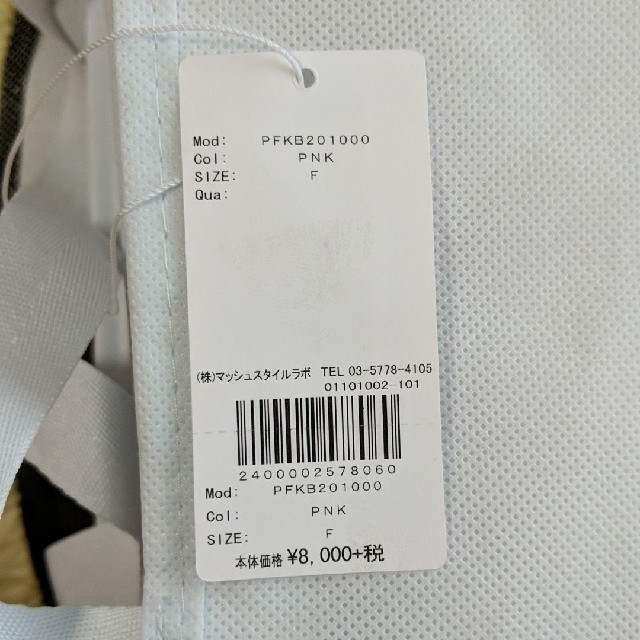 Mod: PFKB201000
Col: PNK
SIZE: F
Qua:
(株)マッシュスタイルラボ TEL 03-5778-4105
01101002-101
2400002578060
Mod: PFKB201000
Col: PNK
SIZE: F
本体価格 ¥8,000+税